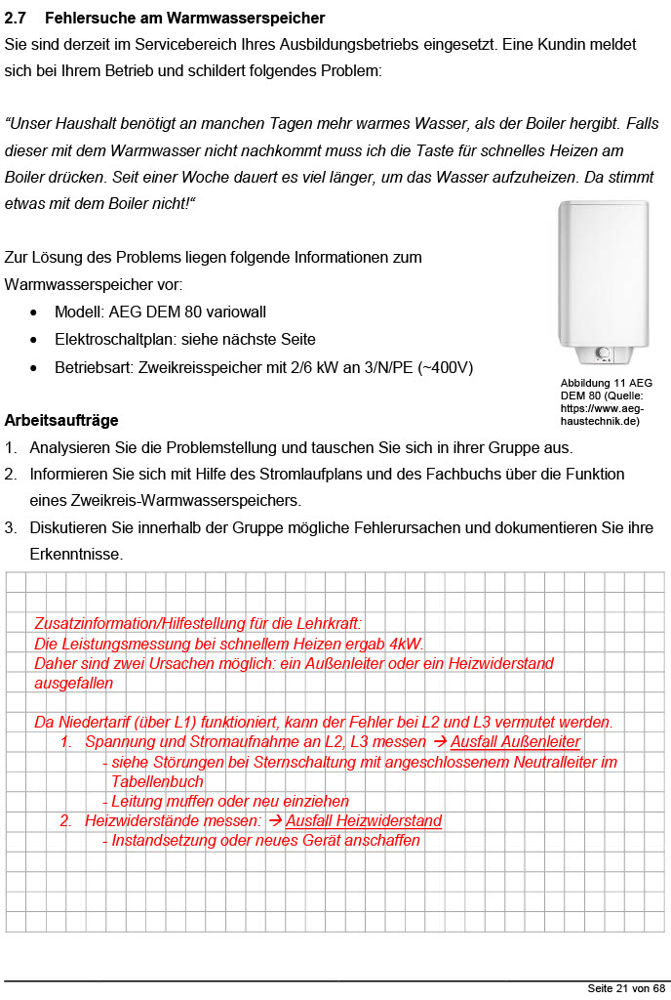 2.7 Fehlersuche am Warmwasserspeicher
Sie sind derzeit im Servicebereich Ihres Ausbildungsbetriebs eingesetzt. Eine Kundin meldet
sich bei Ihrem Betrieb und schildert folgendes Problem:
“Unser Haushalt benötigt an manchen Tagen mehr warmes Wasser, als der Boiler hergibt. Falls
dieser mit dem Warmwasser nicht nachkommt muss ich die Taste für schnelles Heizen am
Boiler drücken. Seit einer Woche dauert es viel länger, um das Wasser aufzuheizen. Da stimmt
etwas mit dem Boiler nicht!“
Zur Lösung des Problems liegen folgende Informationen zum
Warmwasserspeicher vor:
• Modell: AEG DEM 80 variowall
• Elektroschaltplan: siehe nächste Seite
• Betriebsart: Zweikreisspeicher mit 2/6 kW an 3/N/PE (~400V)
Abbildung 11 AEG
DEM 80 (Quelle:
https://www.aeg-
haustechnik.de)
Arbeitsaufträge
1. Analysieren Sie die Problemstellung und tauschen Sie sich in ihrer Gruppe aus.
2. Informieren Sie sich mit Hilfe des Stromlaufplans und des Fachbuchs über die Funktion
eines Zweikreis-Warmwasserspeichers.
3. Diskutieren Sie innerhalb der Gruppe mögliche Fehlerursachen und dokumentieren Sie ihre
Erkenntnisse.
Zusatzinformation/Hilfestellung für die Lehrkraft:
Die Leistungsmessung bei schnellem Heizen ergab 4kW.
Daher sind zwei Ursachen möglich: ein Außenleiter oder ein Heizwiderstand
ausgefallen
Da Niedertarif (über L1) funktioniert, kann der Fehler bei L2 und L3 vermutet werden.
1. Spannung und Stromaufnahme an L2, L3 messen → Ausfall Außenleiter
- siehe Störungen bei Sternschaltung mit angeschlossenem Neutralleiter im
Tabellenbuch
- Leitung muffen oder neu einziehen
2. Heizwiderstände messen: → Ausfall Heizwiderstand
- Instandsetzung oder neues Gerät anschaffen
Seite 21 von 68